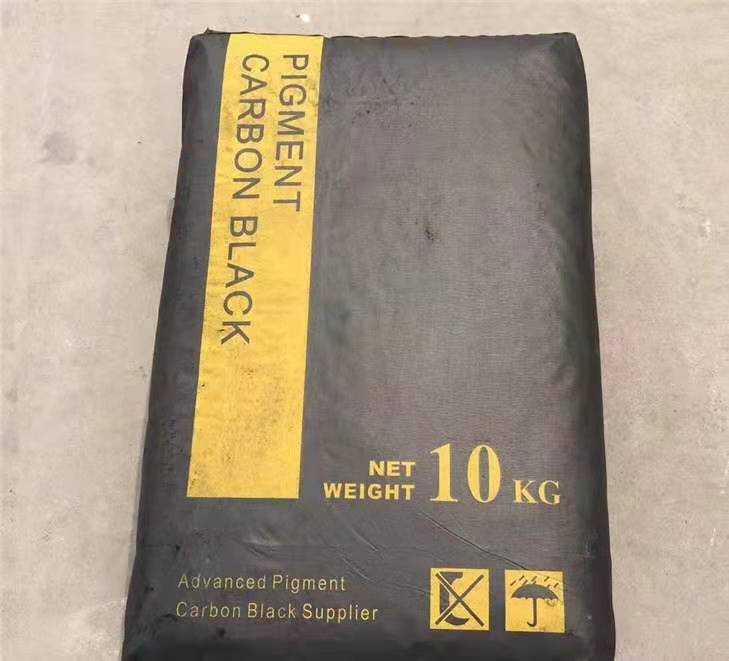 PIGMENT
CARBON BLACK
NET
WEIGHT 10 KG
Advanced Pigment
Carbon Black Supplier